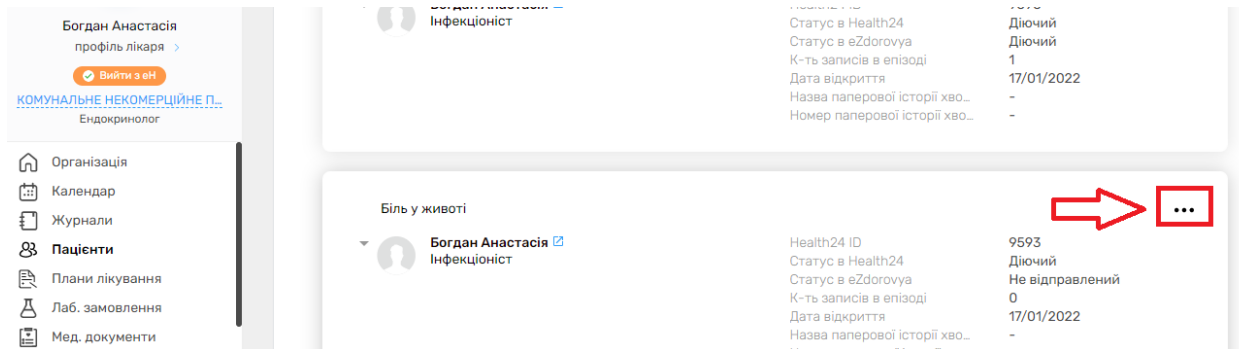 Богдан Анастасія
профіль лікаря >
Вийти з еН
КОМУНАЛЬНЕ НЕКОМЕРЦІЙНЕ П...
Ендокринолог
Організація
Календар
Журнали
Пацієнти
Плани лікування
Лаб. замовлення
Мед. документи
Богдан Анастасія
Інфекціоніст
Статус в Health24 Діючий
Статус в eZdorovya Діючий
К-ть записів в епізоді 1
Дата відкриття 17/01/2022
Назва паперової історії хво... -
Номер паперової історії хво... -
Біль у животі
...
Богдан Анастасія
Інфекціоніст
Health24 ID 9593
Статус в Health24 Діючий
Статус в eZdorovya Не відправлений
К-ть записів в епізоді 0
Дата відкриття 17/01/2022
Назва паперової історії хво... -